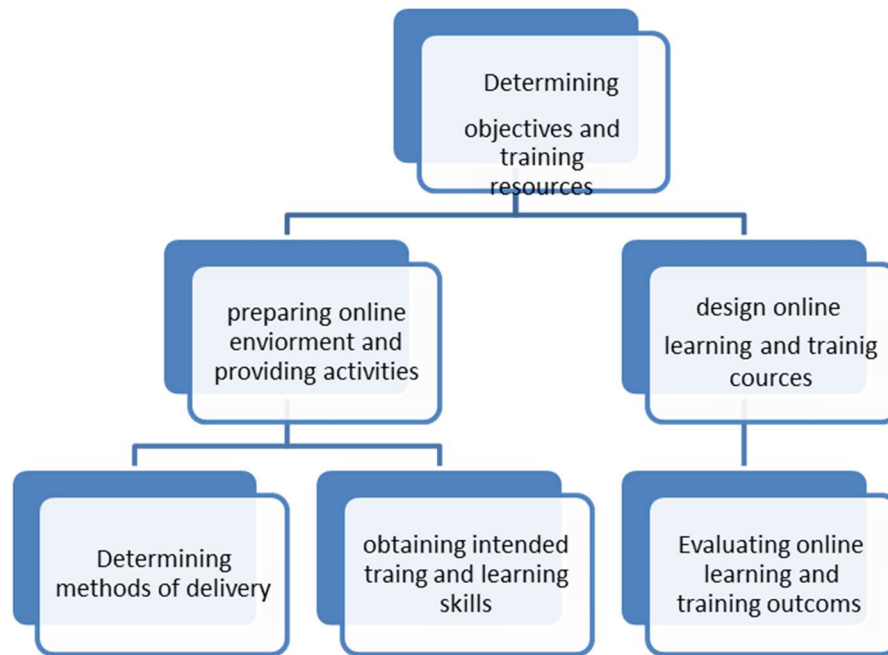 Determining
objectives and
training
resources
preparing online
enviorment and
providing activities
design online
learning and trainig
cources
Determining
methods of delivery
obtaining intended
traing and learning
skills
Evaluating online
learning and
training outcoms